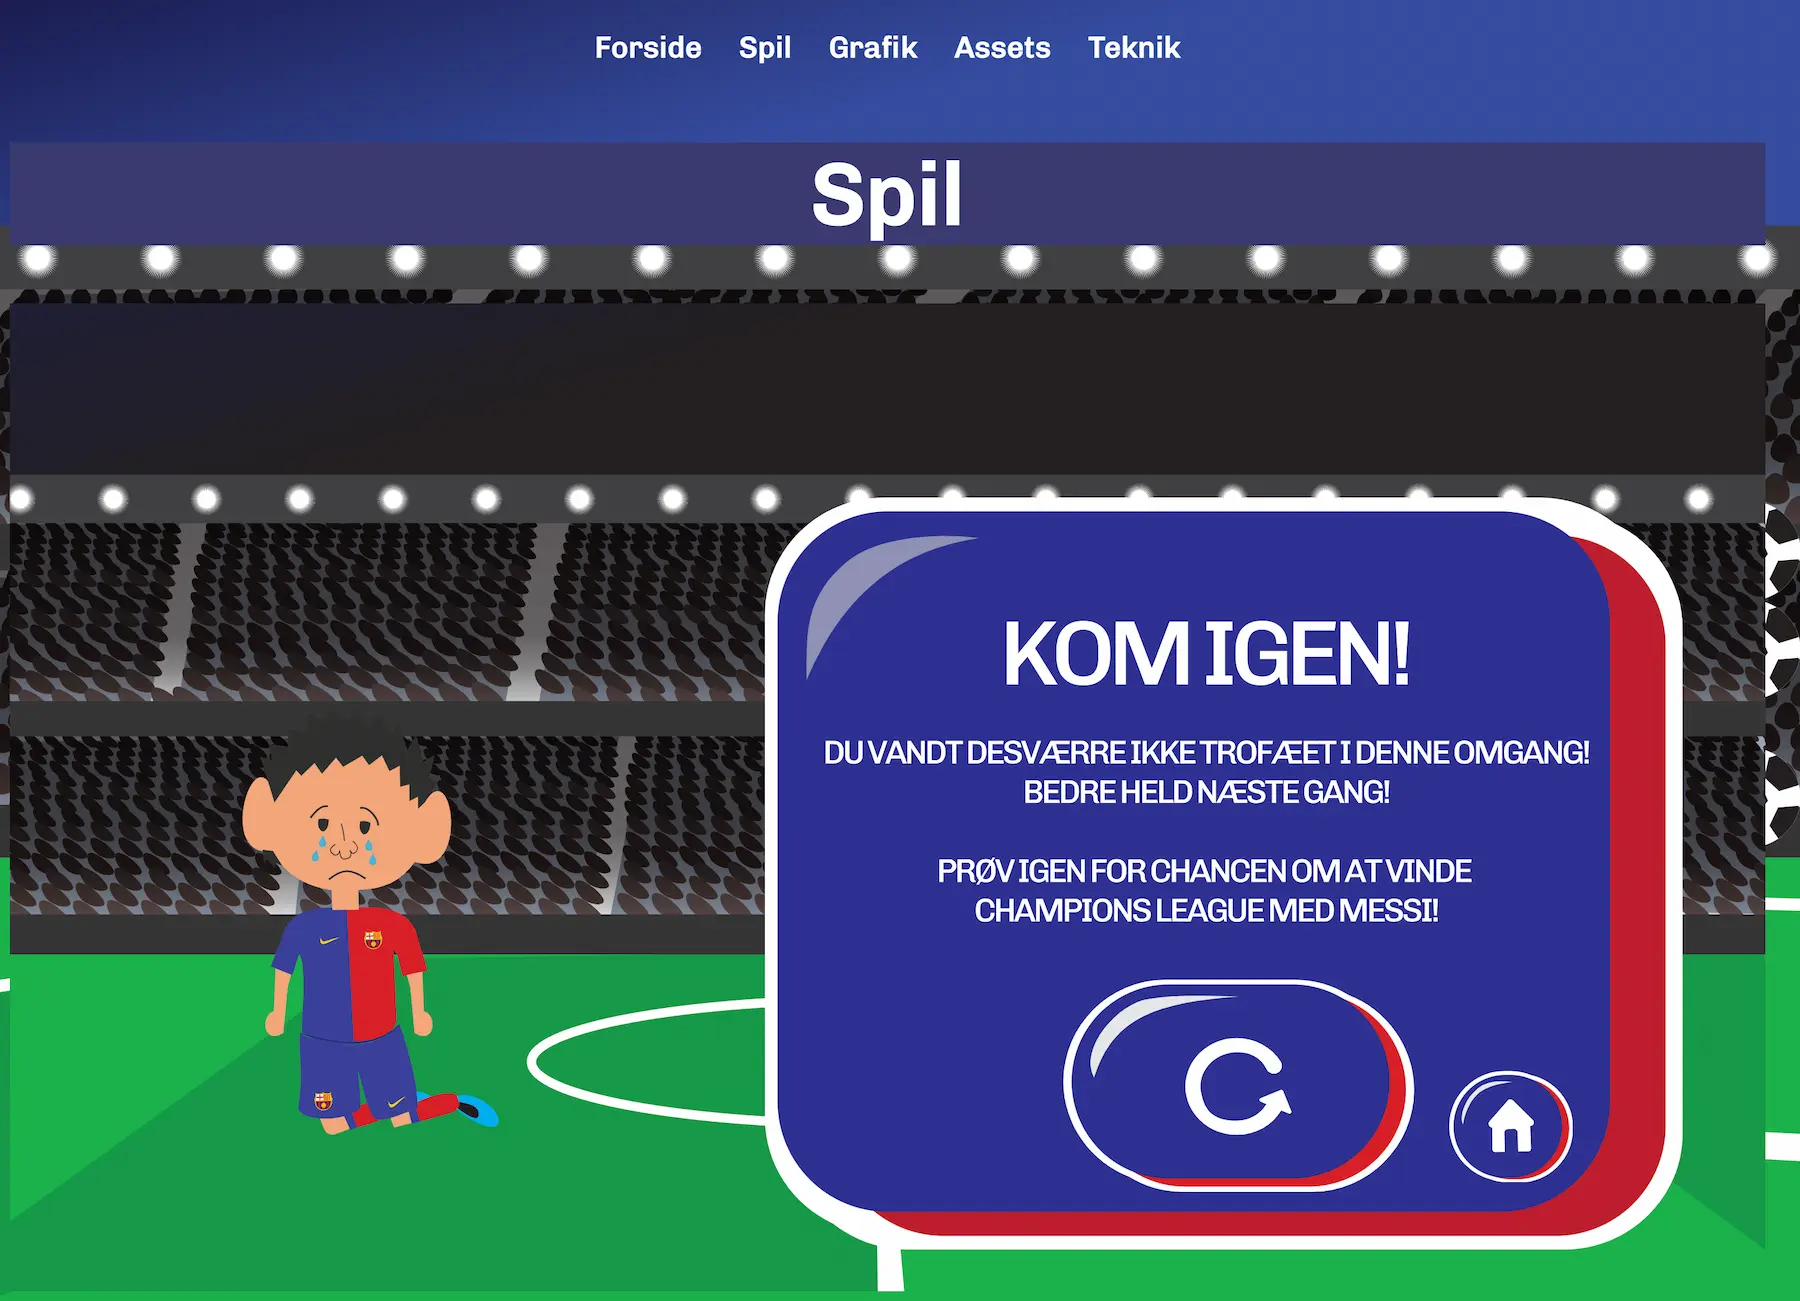 Forside Spil Grafik Assets Teknik
Spil
KOM IGEN!
DU VANDT DESVÆRRE IKKE TROFÆET I DENNE OMGANG!
BEDRE HELD NÆSTE GANG!
PRØV IGEN FOR CHANCEN OM AT VINDE
CHAMPIONS LEAGUE MED MESSI!